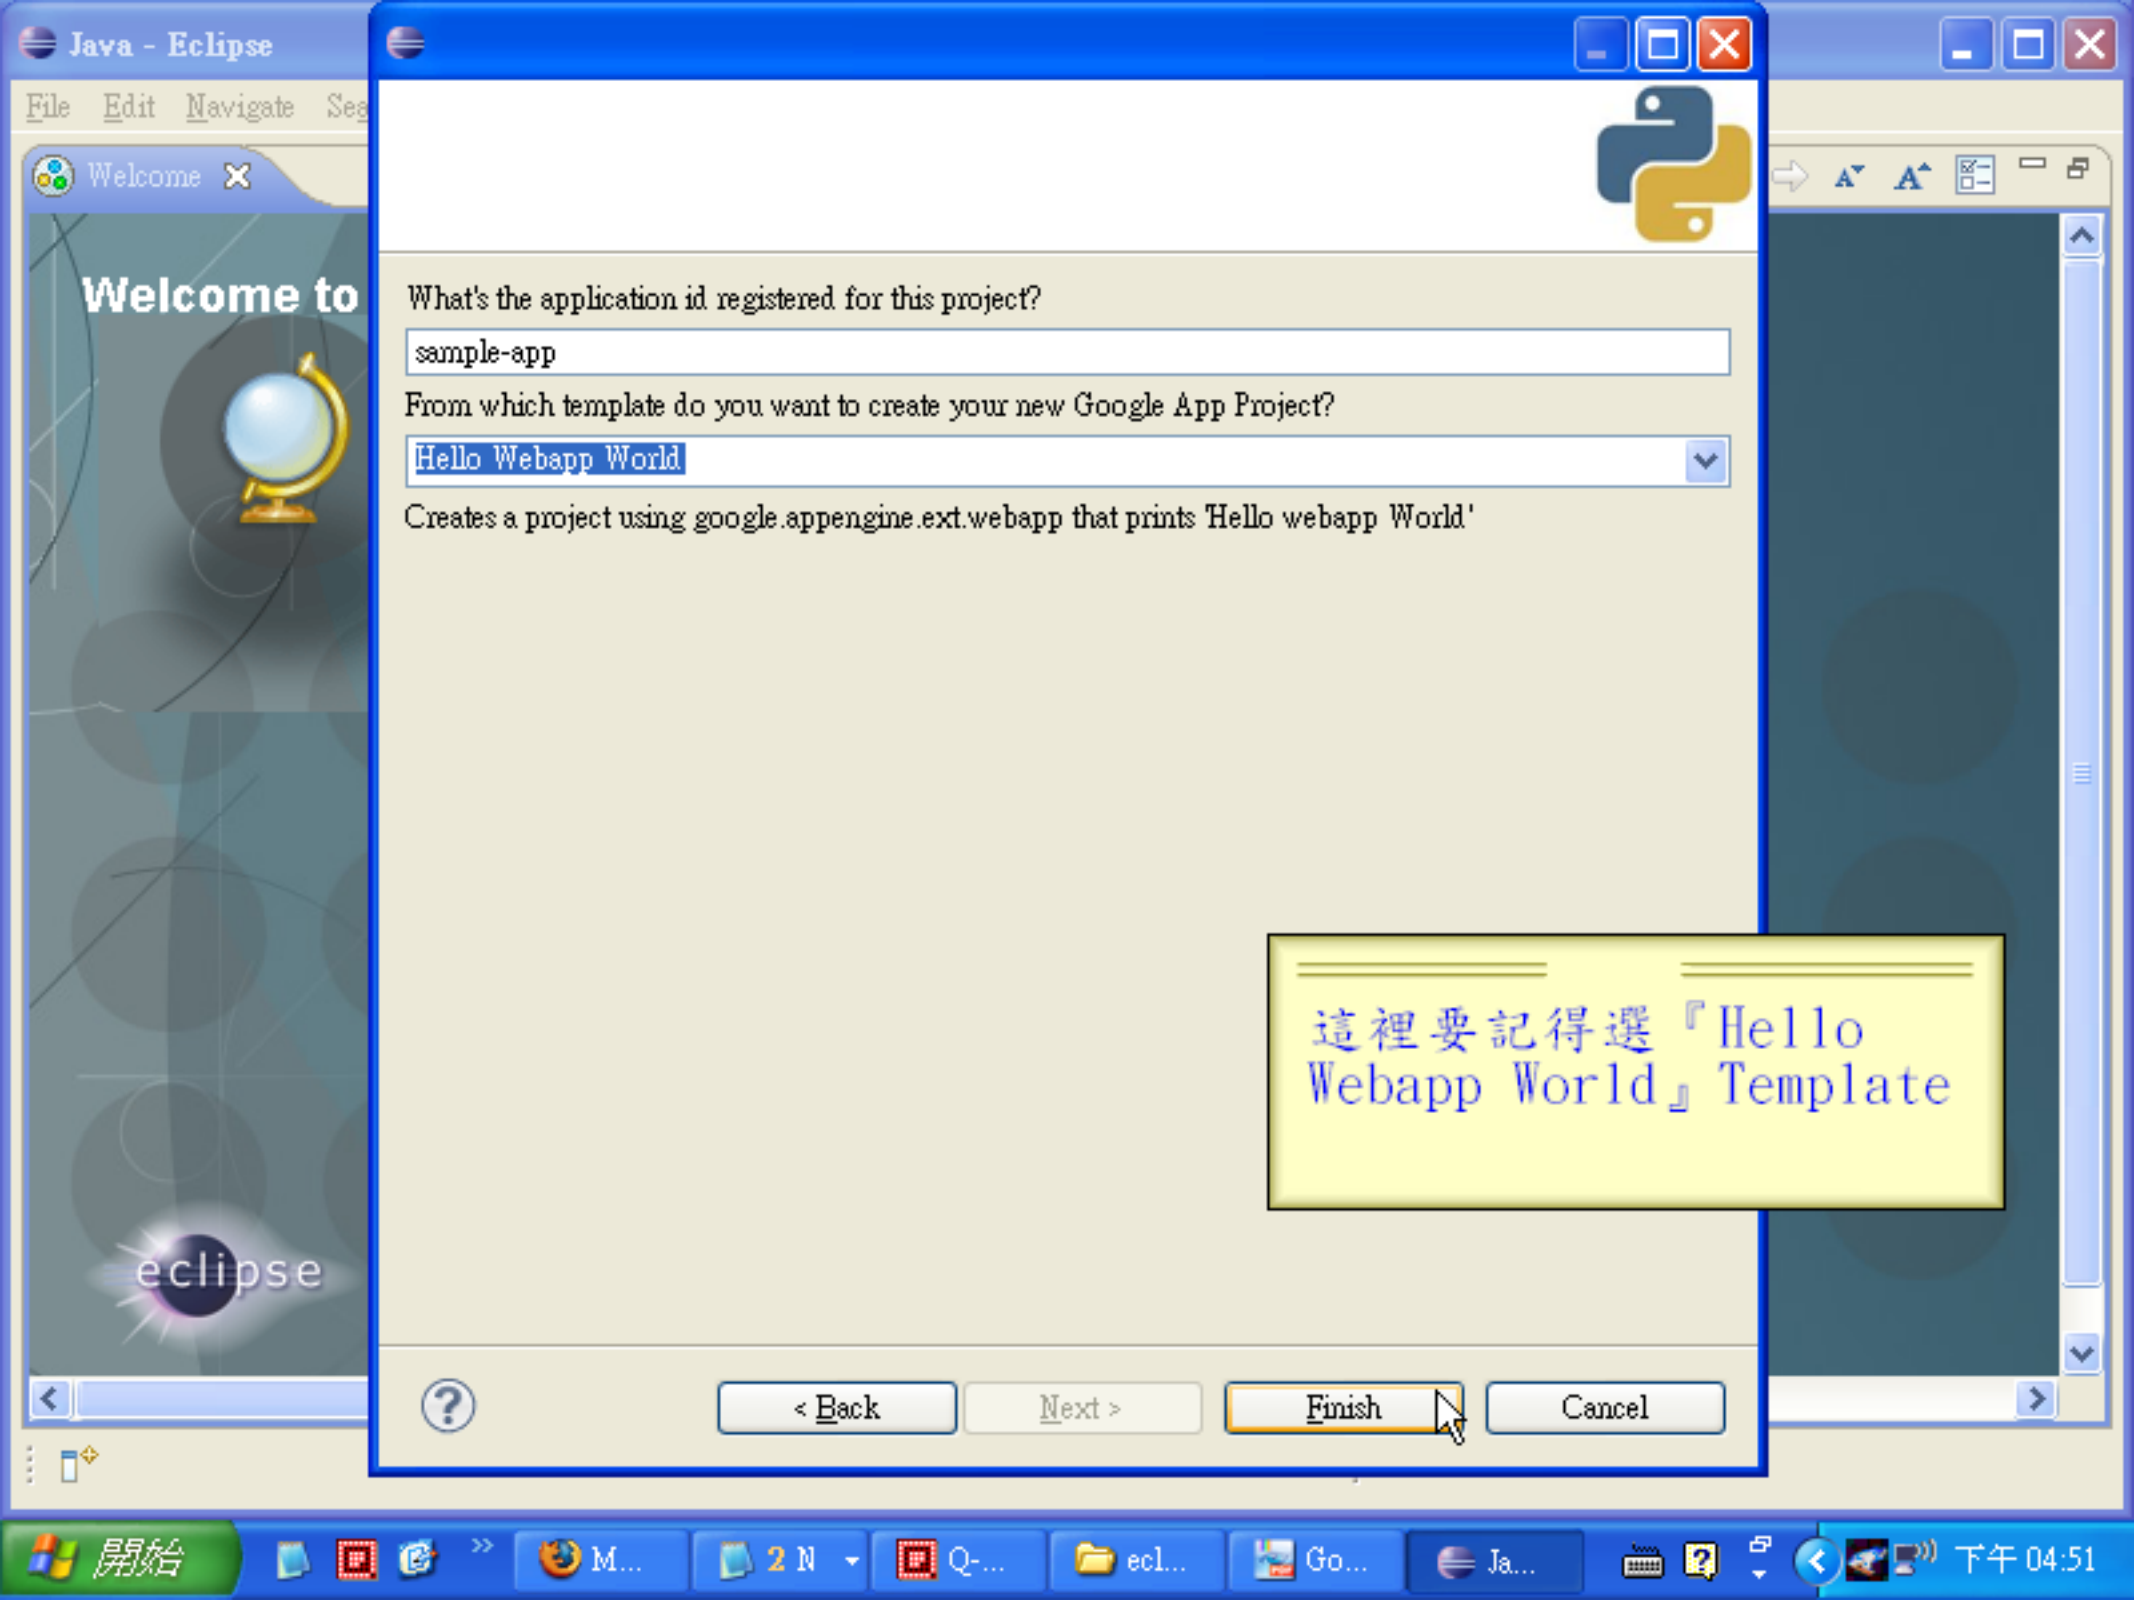 Java - Eclipse
File Edit Navigate Sea
Welcome
Welcome to
What's the application id registered for this project?
sample-app
From which template do you want to create your new Google App Project?
Hello Webapp World
Creates a project using google.appengine.ext.webapp that prints 'Hello webapp World'
這裡要記得選『Hello
Webapp World』Template
eclipse
< Back Next > Finish Cancel
開始 M... 2 N Q-... ecl... Go... Ja... 下午 04:51